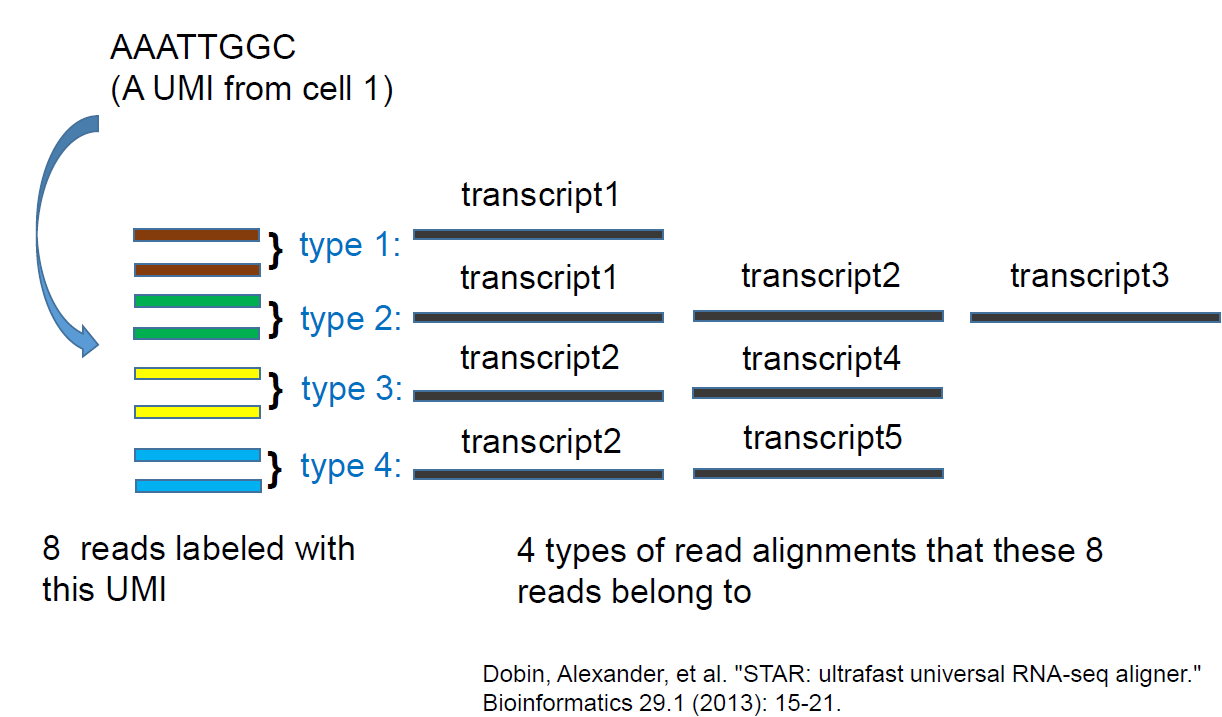 AAATTGGC
(A UMI from cell 1)
transcript1
} type 1:
transcript1 transcript2 transcript3
} type 2:
transcript2 transcript4
} type 3:
transcript2 transcript5
} type 4:
8 reads labeled with
this UMI
4 types of read alignments that these 8
reads belong to
Dobin, Alexander, et al. "STAR: ultrafast universal RNA-seq aligner."
Bioinformatics 29.1 (2013): 15-21.